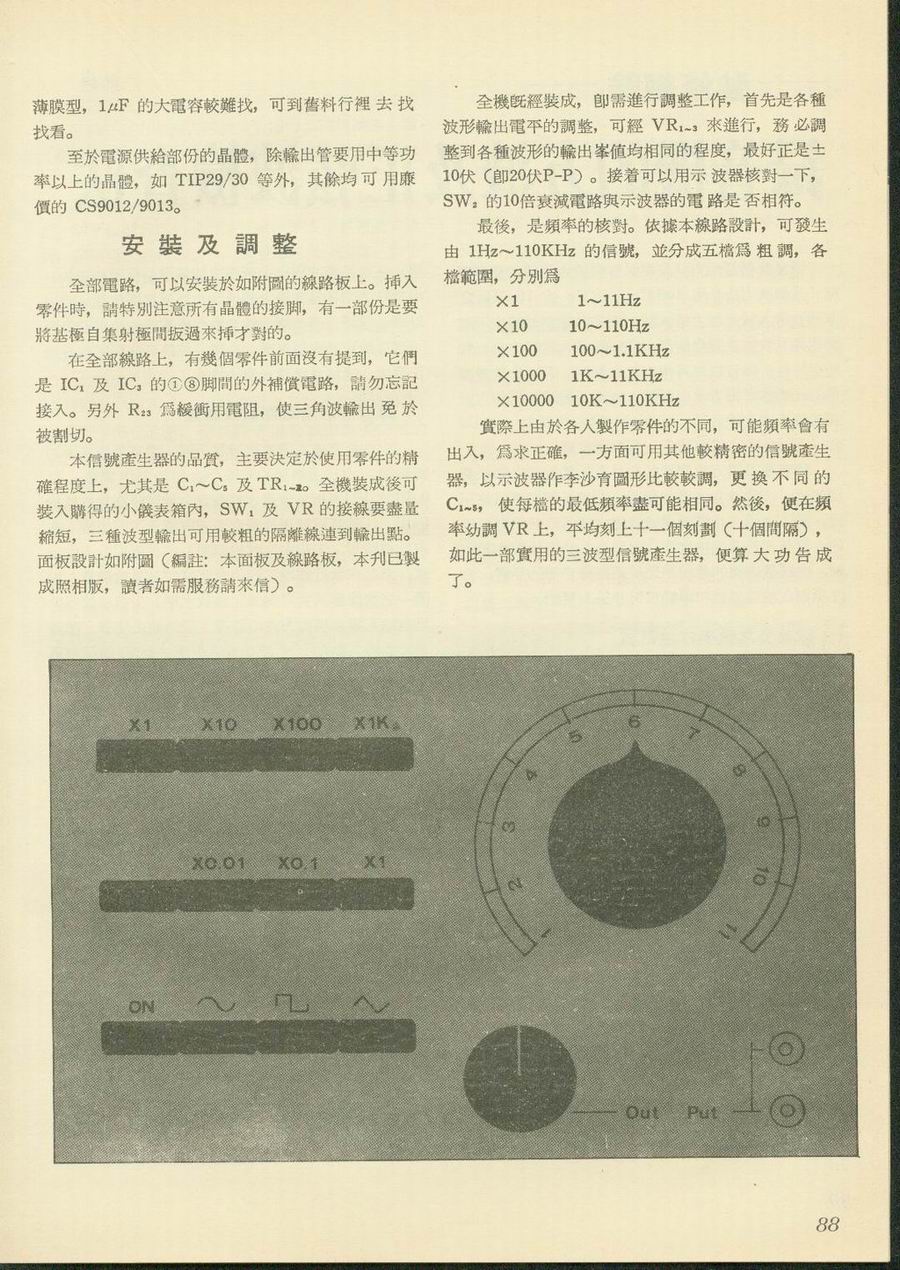 薄膜型，1μF 的大電容較難找，可到舊料行裡去找
找看。
至於電源供給部份的晶體，除輸出管要用中等功
率以上的晶體，如 TIP29/30 等外，其餘均可用廉
價的 CS9012/9013。
安裝及調整
全部電路，可以安裝於如附圖的線路板上。挿入
零件時，請特別注意所有晶體的接脚，有一部份是要
將基極自集射極間扳過來挿才對的。
在全部線路上，有幾個零件前面沒有提到，它們
是 IC₁ 及 IC₃ 的①⑧脚間的外補償電路，請勿忘記
接入。另外 R₂₃ 爲緩衝用電阻，使三角波輸出免於
被割切。
本信號產生器的品質，主要決定於使用零件的精
確程度上，尤其是 C₁～C₅ 及 TR₁~₂。全機裝成後可
裝入購得的小儀表箱內，SW₁ 及 VR 的接線要盡量
縮短，三種波型輸出可用較粗的隔離線連到輸出點。
面板設計如附圖（編註：本面板及線路板，本刋已製
成照相版，讀者如需服務請來信）。
全機旣經裝成，卽需進行調整工作，首先是各種
波形輸出電平的調整，可經 VR₁~₃ 來進行，務必調
整到各種波形的輸出峯值均相同的程度，最好正是±
10伏（卽20伏P-P）。接着可以用示波器核對一下，
SW₂ 的10倍衰減電路與示波器的電路是否相符。
最後，是頻率的核對。依據本線路設計，可發生
由 1Hz～110KHz 的信號，並分成五檔爲粗調，各
檔範圍，分別爲
×1 1～11Hz
×10 10～110Hz
×100 100～1.1KHz
×1000 1K～11KHz
×10000 10K～110KHz
實際上由於各人製作零件的不同，可能頻率會有
出入，爲求正確，一方面可用其他較精密的信號產生
器，以示波器作李沙育圖形比較較調，更換不同的
C₁~₅，使每檔的最低頻率盡可能相同。然後，便在頻
率幼調 VR 上，平均刻上十一個刻劃（十個間隔），
如此一部實用的三波型信號產生器，便算大功告成
了。
X1 X10 X100 X1K
X0.01 X0.1 X1
ON
1 2 3 4 5 6 7 8 9 10 11
Out Put
88